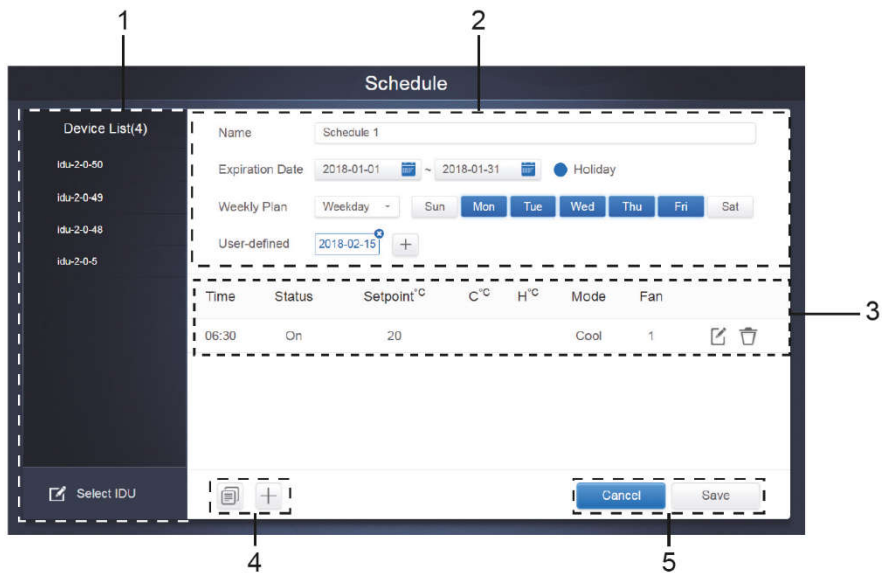 1
2
Schedule
Device List(4)
idu-2-0-50
idu-2-0-49
idu-2-0-48
idu-2-0-5
Select IDU
Name Schedule 1
Expiration Date 2018-01-01 ~ 2018-01-31 Holiday
Weekly Plan Weekday Sun Mon Tue Wed Thu Fri Sat
User-defined 2018-02-15 +
Time Status Setpoint°C C°C H°C Mode Fan
06:30 On 20 Cool 1
3
Cancel Save
4
5